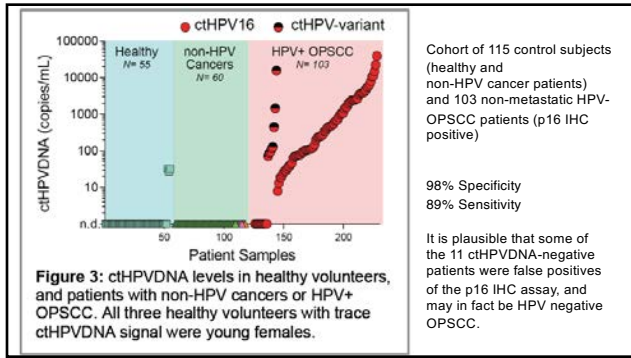 ctHPV16 ctHPV-variant
Healthy
N= 55
non-HPV
Cancers
N= 60
HPV+ OPSCC
N= 103
ctHPVDNA (copies/mL)
100000
10000
1000
100
10
n.d.
50 100 150 200
Patient Samples
Figure 3: ctHPVDNA levels in healthy volunteers,
and patients with non-HPV cancers or HPV+
OPSCC. All three healthy volunteers with trace
ctHPVDNA signal were young females.
Cohort of 115 control subjects
(healthy and
non-HPV cancer patients)
and 103 non-metastatic HPV-
OPSCC patients (p16 IHC
positive)
98% Specificity
89% Sensitivity
It is plausible that some of
the 11 ctHPVDNA-negative
patients were false positives
of the p16 IHC assay, and
may in fact be HPV negative
OPSCC.